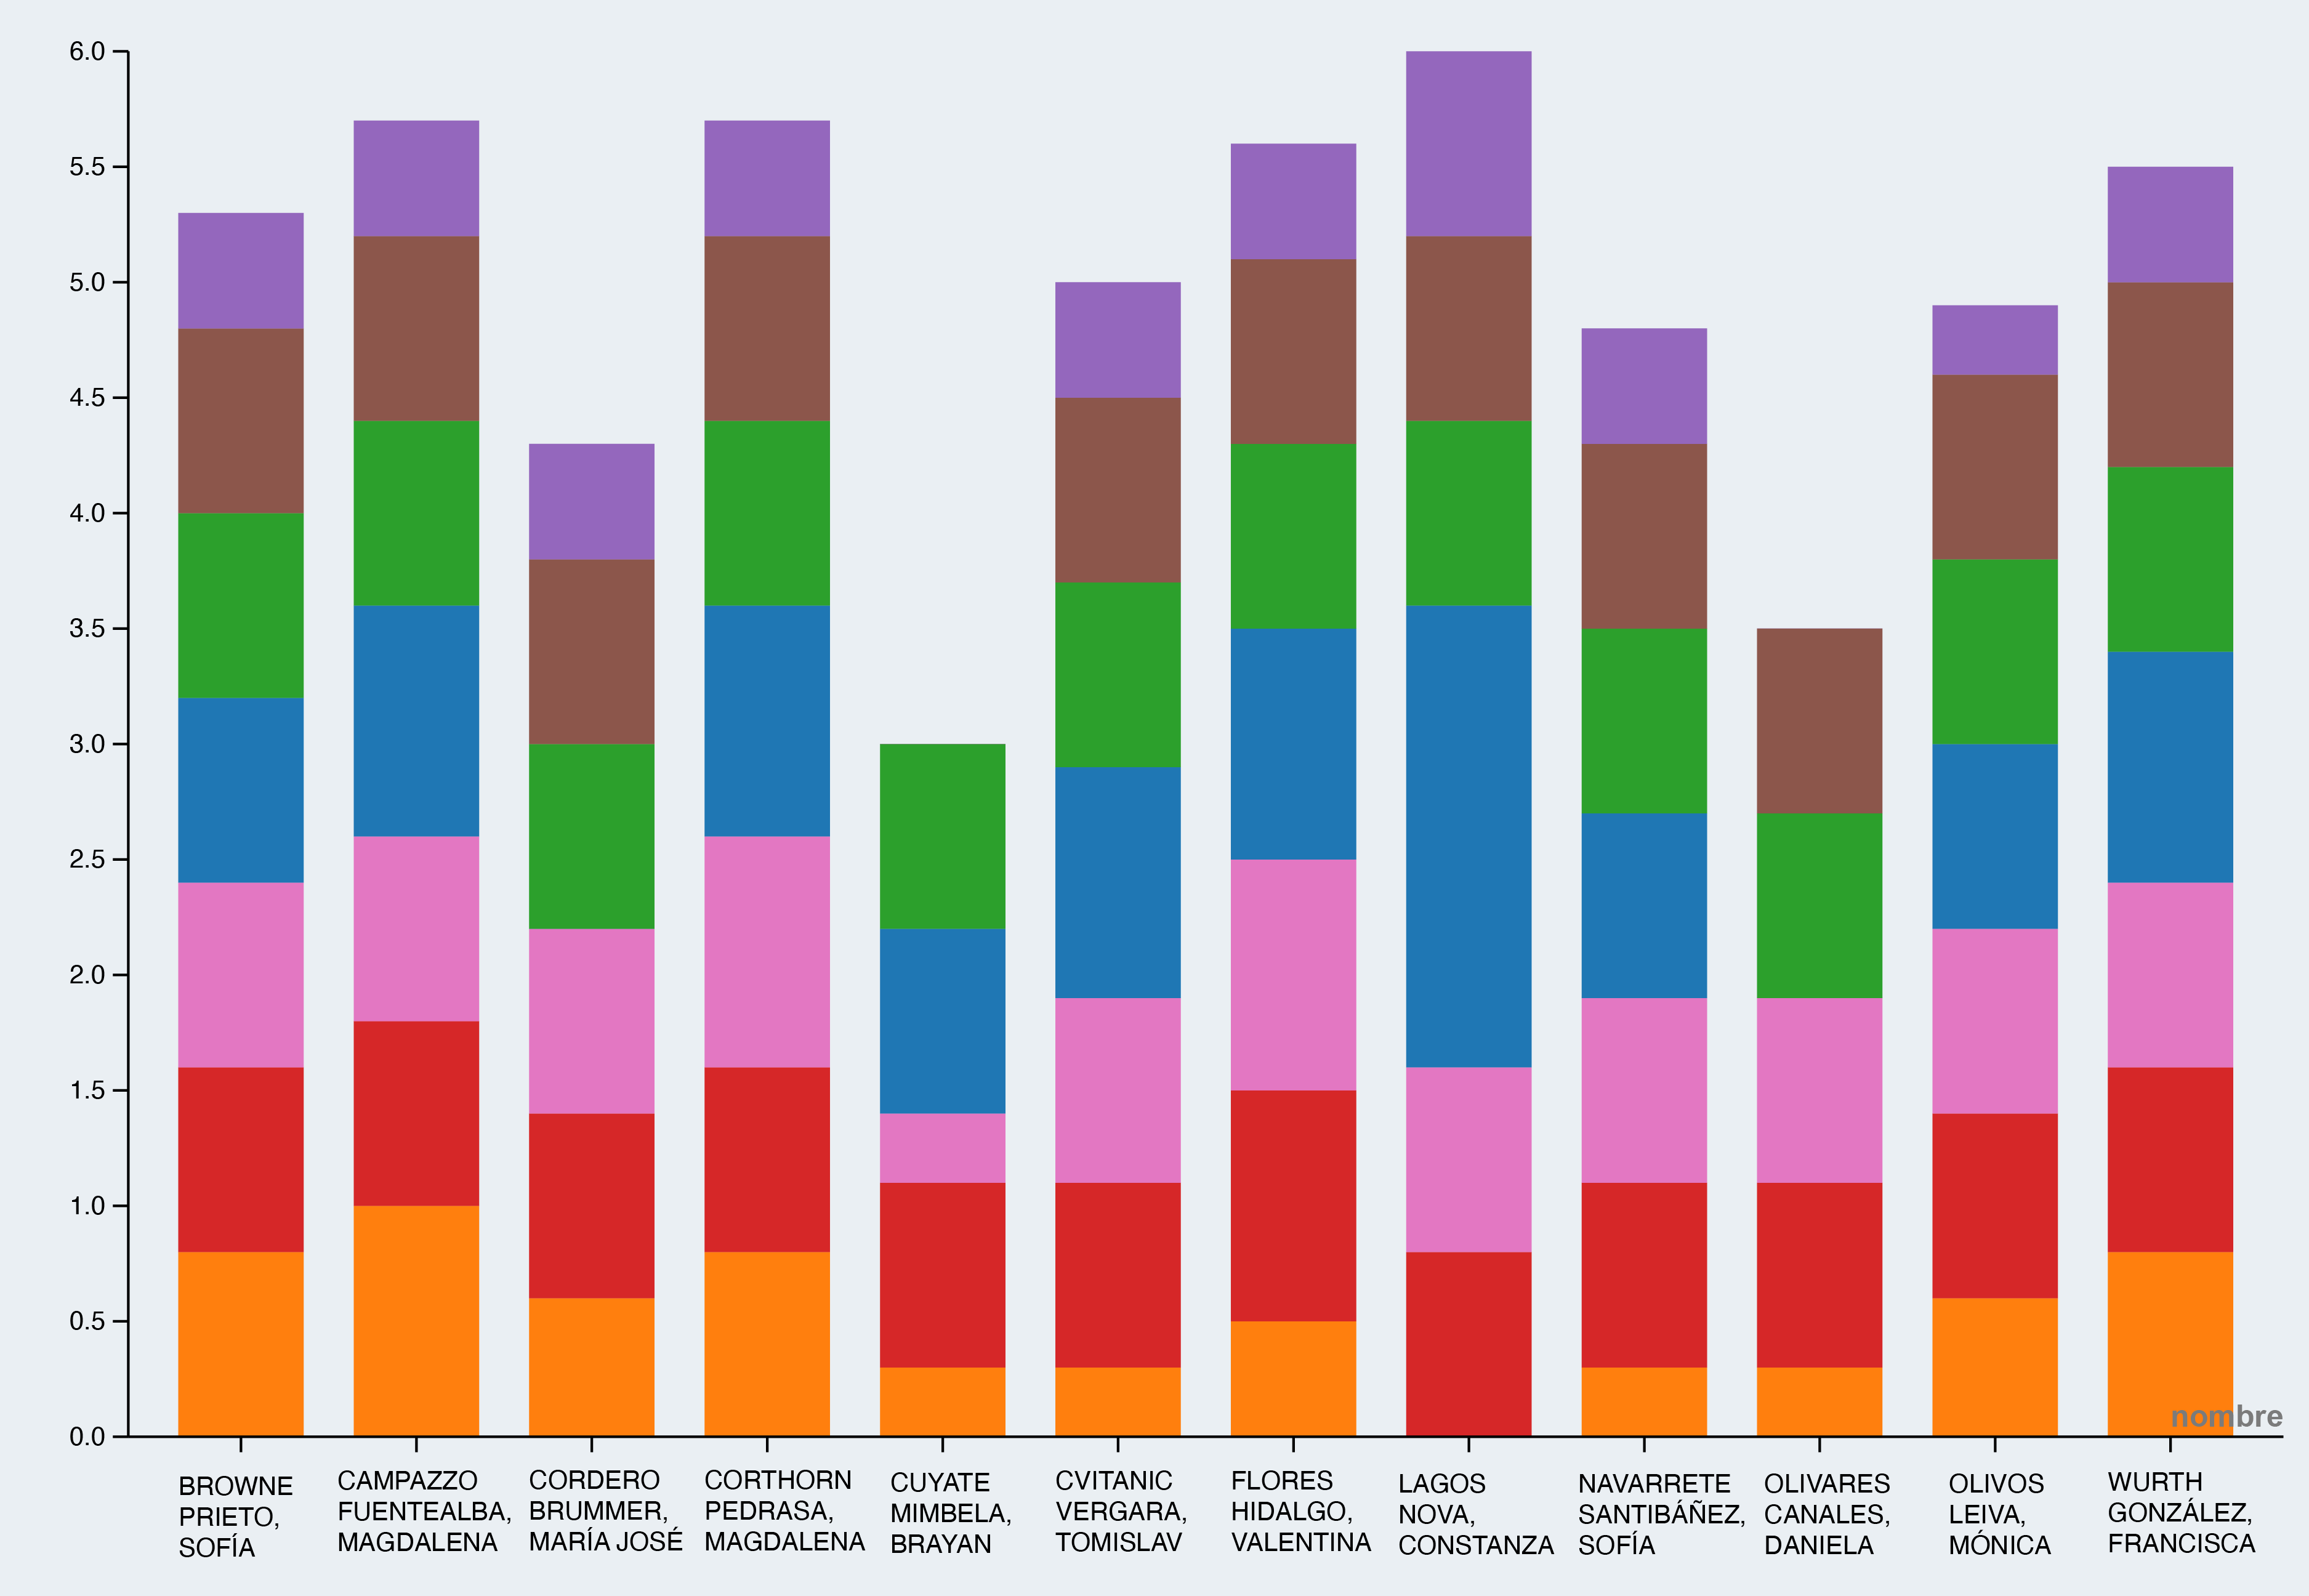 6.0
5.5
5.0
4.5
4.0
3.5
3.0
2.5
2.0
1.5
1.0
0.5
0.0
nombre
BROWNE
PRIETO,
SOFÍA
CAMPAZZO
FUENTEALBA,
MAGDALENA
CORDERO
BRUMMER,
MARÍA JOSÉ
CORTHORN
PEDRASA,
MAGDALENA
CUYATE
MIMBELA,
BRAYAN
CVITANIC
VERGARA,
TOMISLAV
FLORES
HIDALGO,
VALENTINA
LAGOS
NOVA,
CONSTANZA
NAVARRETE
SANTIBÁÑEZ,
SOFÍA
OLIVARES
CANALES,
DANIELA
OLIVOS
LEIVA,
MÓNICA
WURTH
GONZÁLEZ,
FRANCISCA